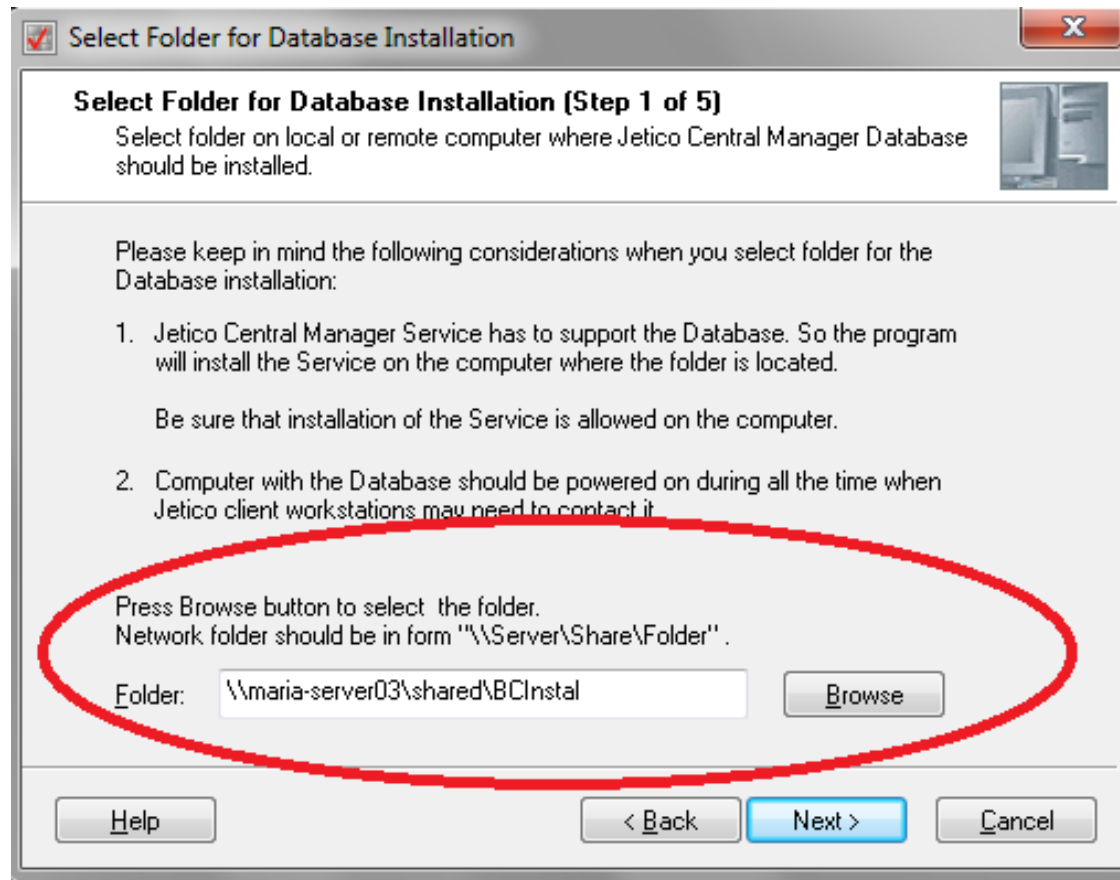 Select Folder for Database Installation
Select Folder for Database Installation (Step 1 of 5)
Select folder on local or remote computer where Jetico Central Manager Database
should be installed.
Please keep in mind the following considerations when you select folder for the
Database installation:
1. Jetico Central Manager Service has to support the Database. So the program
will install the Service on the computer where the folder is located.
Be sure that installation of the Service is allowed on the computer.
2. Computer with the Database should be powered on during all the time when
Jetico client workstations may need to contact it
Press Browse button to select the folder.
Network folder should be in form "\\Server\Share\Folder" .
Folder: \\maria-server03\shared\BCInstal Browse
Help < Back Next > Cancel